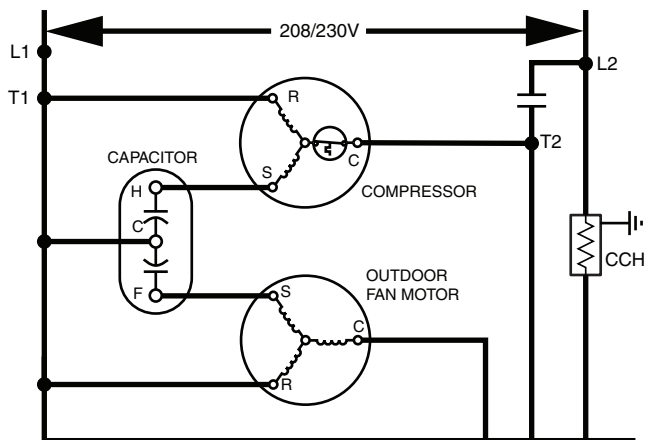 208/230V
L1
L2
T1
R
T2
C
S
CAPACITOR
COMPRESSOR
H
C
CCH
F
OUTDOOR
FAN MOTOR
S
C
R